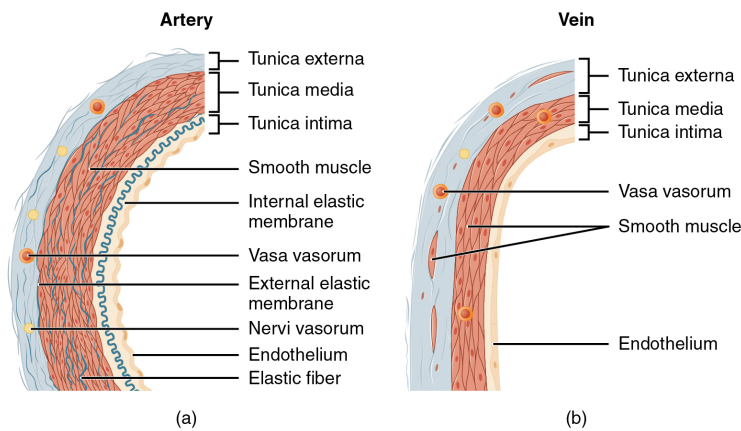 Artery
Tunica externa
Tunica media
Tunica intima
Smooth muscle
Internal elastic
membrane
Vasa vasorum
External elastic
membrane
Nervi vasorum
Endothelium
Elastic fiber
(a)
Vein
Tunica externa
Tunica media
Tunica intima
Vasa vasorum
Smooth muscle
Endothelium
(b)